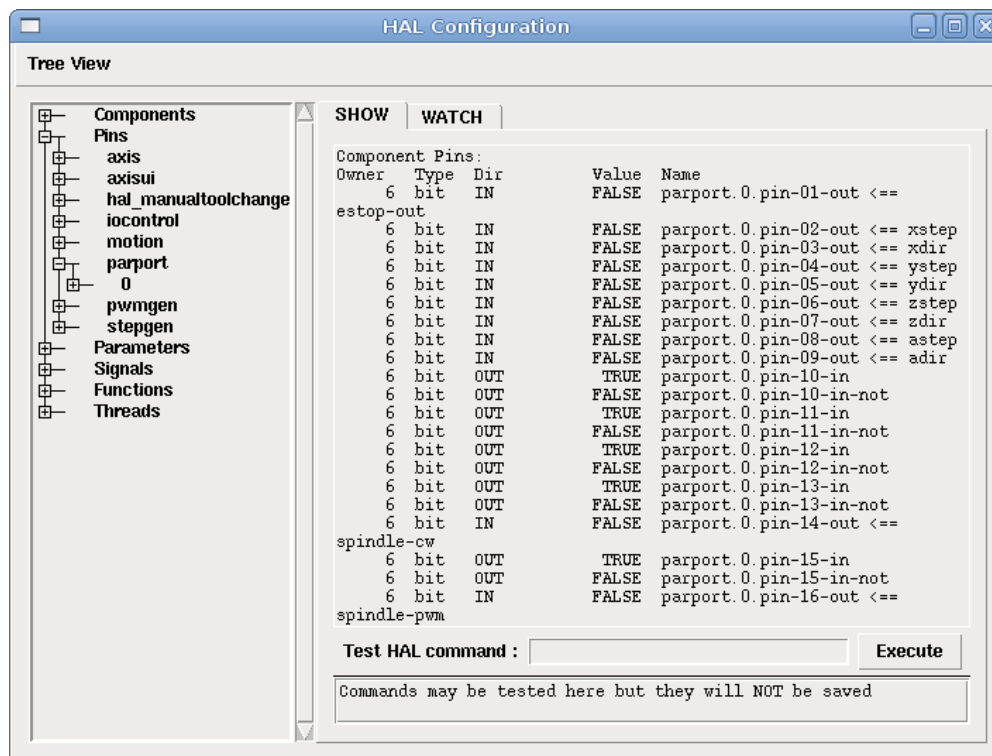 HAL Configuration
Tree View
Components
Pins
axis
axisui
hal_manualtoolchange
iocontrol
motion
parport
0
pwmgen
stepgen
Parameters
Signals
Functions
Threads
SHOW WATCH
Component Pins:
Owner Type Dir Value Name
6 bit IN FALSE parport.0.pin-01-out <==
estop-out
6 bit IN FALSE parport.0.pin-02-out <== xstep
6 bit IN FALSE parport.0.pin-03-out <== xdir
6 bit IN FALSE parport.0.pin-04-out <== ystep
6 bit IN FALSE parport.0.pin-05-out <== ydir
6 bit IN FALSE parport.0.pin-06-out <== zstep
6 bit IN FALSE parport.0.pin-07-out <== zdir
6 bit IN FALSE parport.0.pin-08-out <== astep
6 bit IN FALSE parport.0.pin-09-out <== adir
6 bit OUT TRUE parport.0.pin-10-in
6 bit OUT FALSE parport.0.pin-10-in-not
6 bit OUT TRUE parport.0.pin-11-in
6 bit OUT FALSE parport.0.pin-11-in-not
6 bit OUT TRUE parport.0.pin-12-in
6 bit OUT FALSE parport.0.pin-12-in-not
6 bit OUT TRUE parport.0.pin-13-in
6 bit OUT FALSE parport.0.pin-13-in-not
6 bit IN FALSE parport.0.pin-14-out <==
spindle-cw
6 bit OUT TRUE parport.0.pin-15-in
6 bit OUT FALSE parport.0.pin-15-in-not
6 bit IN FALSE parport.0.pin-16-out <==
spindle-pwm
Test HAL command : Execute
Commands may be tested here but they will NOT be saved